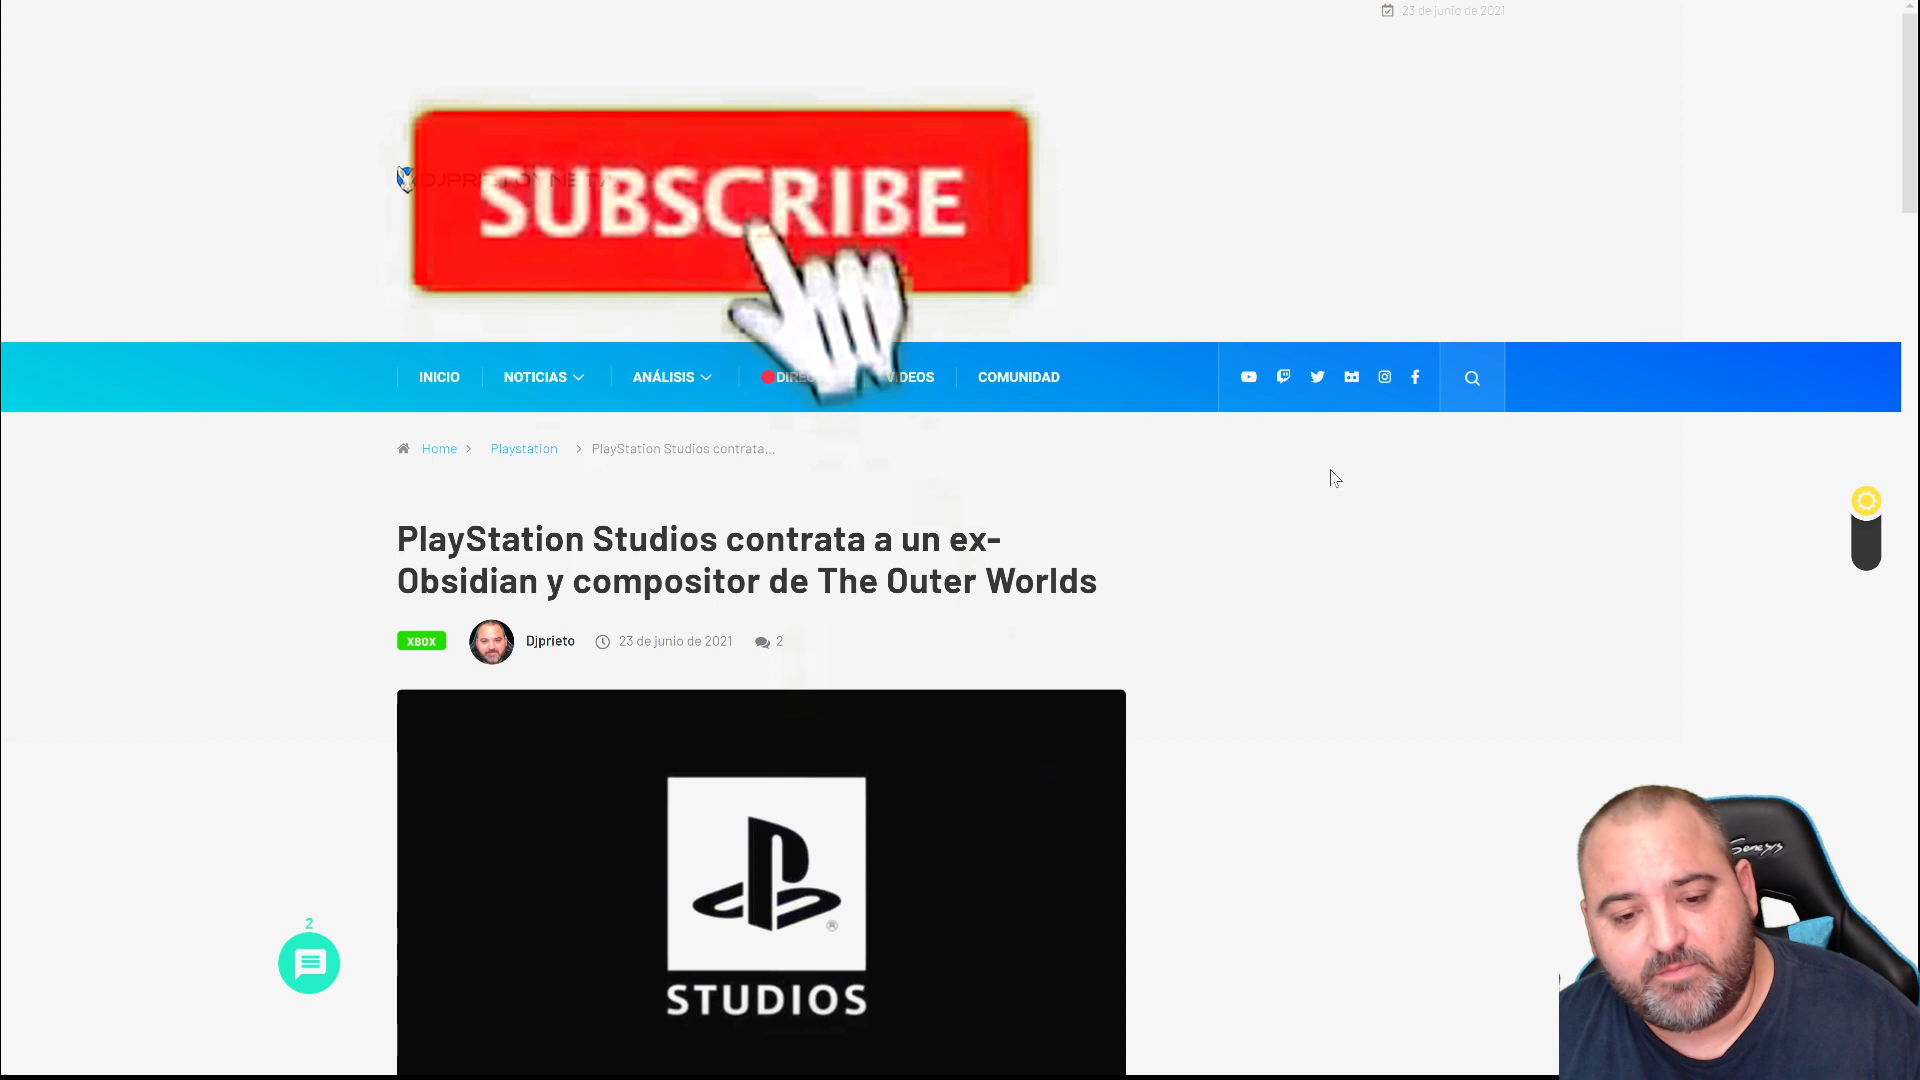 23 de junio de 2021
SUBSCRIBE
INICIO
NOTICIAS
ANÁLISIS
COMUNIDAD
Home
Playstation
PlayStation Studios contrata...
PlayStation Studios contrata a un ex-
Obsidian y compositor de The Outer Worlds
XBOX
Djprieto
23 de junio de 2021
2
®
STUDIOS
2
Genesys